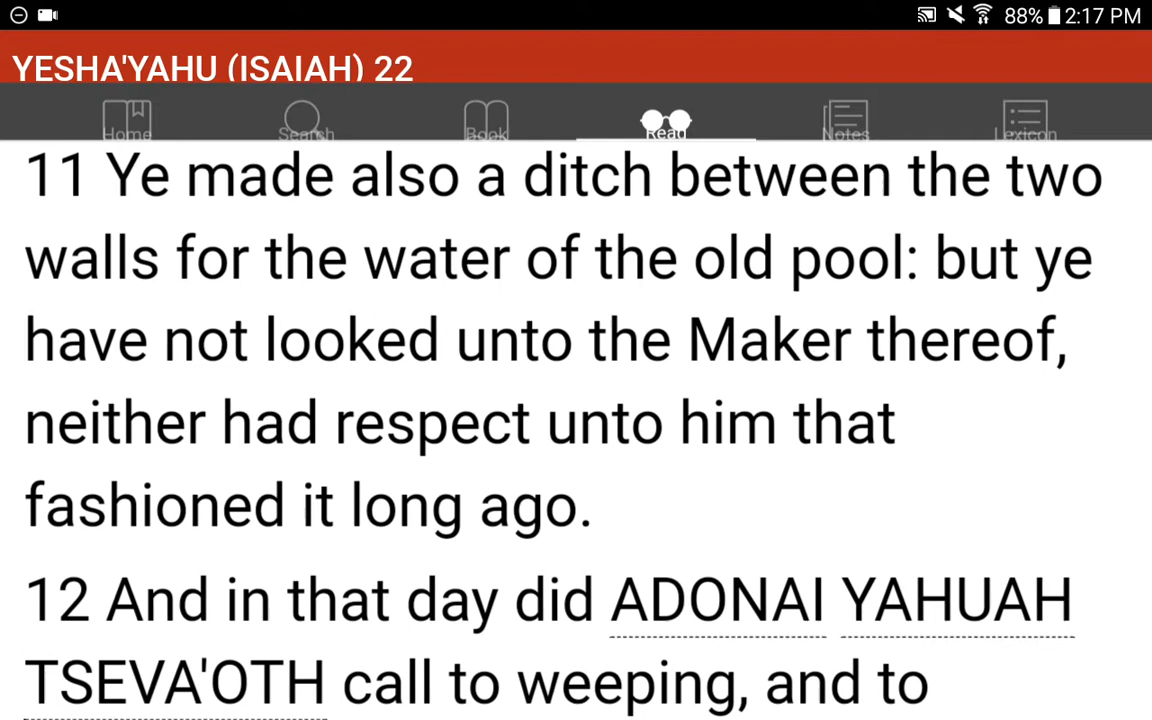 88% 2:17 PM
YESHA'YAHU (ISAIAH) 22
Home Search Book Read Notes Lexicon
11 Ye made also a ditch between the two
walls for the water of the old pool: but ye
have not looked unto the Maker thereof,
neither had respect unto him that
fashioned it long ago.
12 And in that day did ADONAI YAHUAH
TSEVA'OTH call to weeping, and to